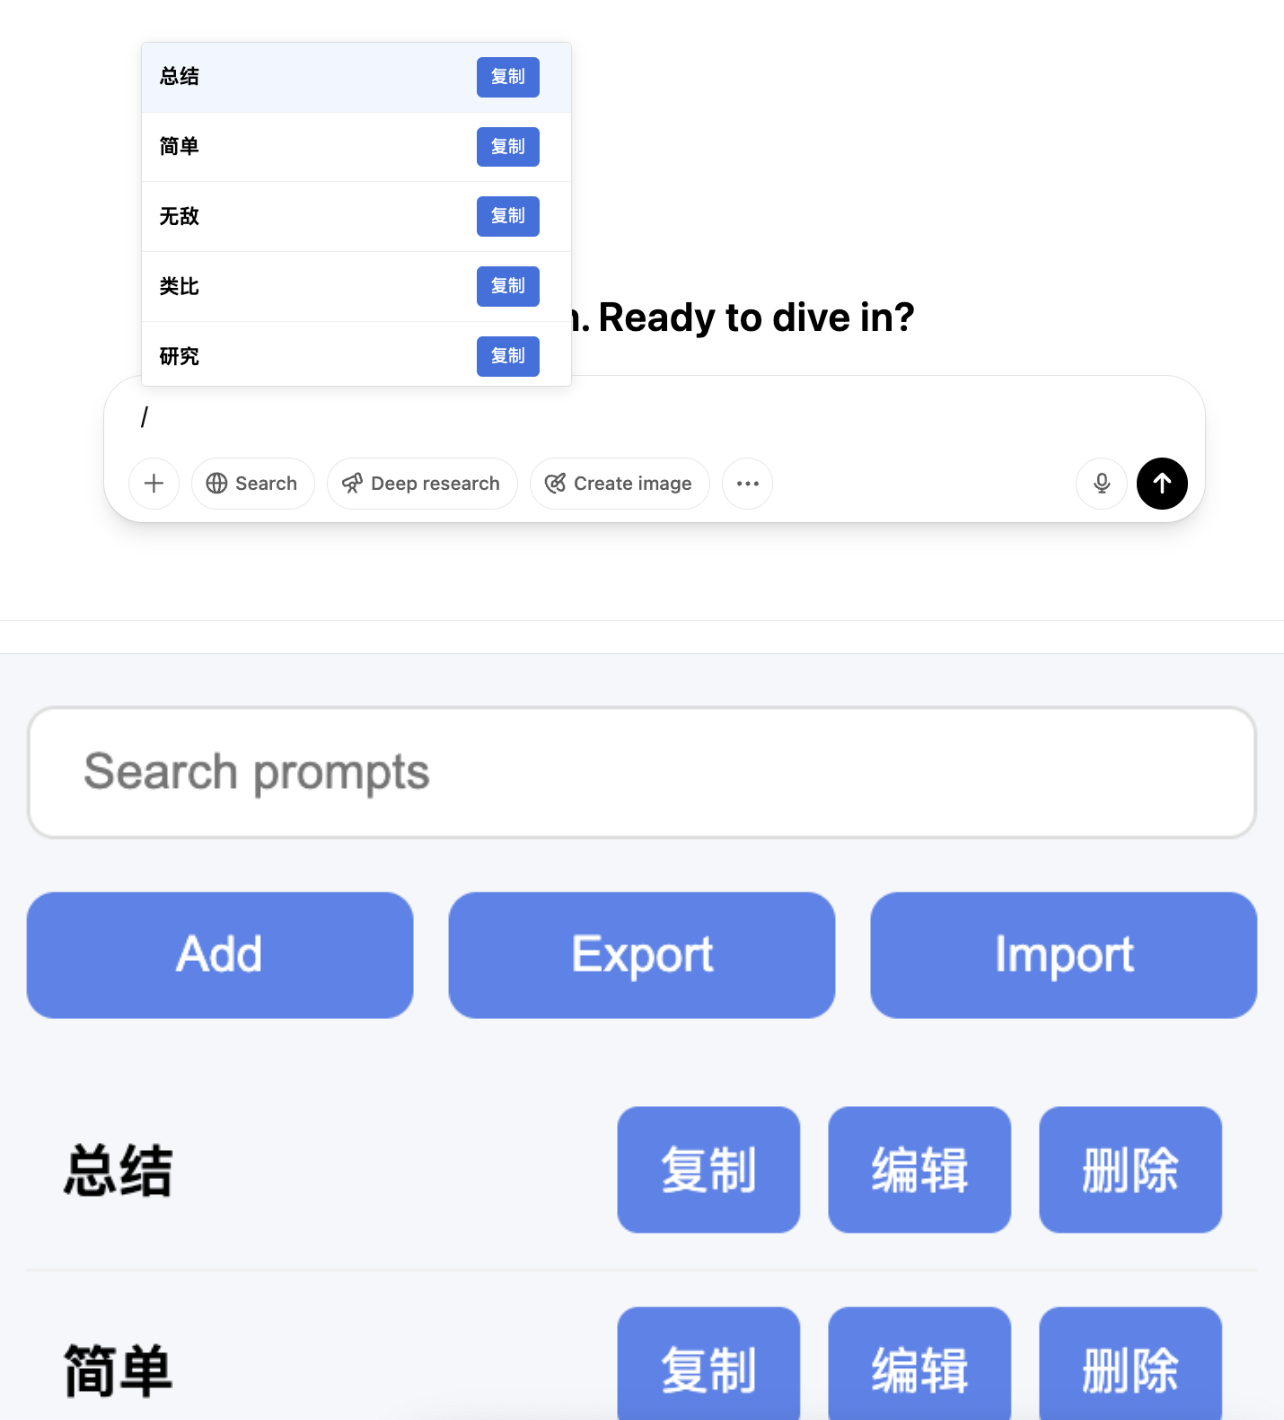 总结 复制
简单 复制
无敌 复制
类比 复制
研究 复制
. Ready to dive in?
/
Search Deep research Create image
Search prompts
Add Export Import
总结 复制 编辑 删除
简单 复制 编辑 删除